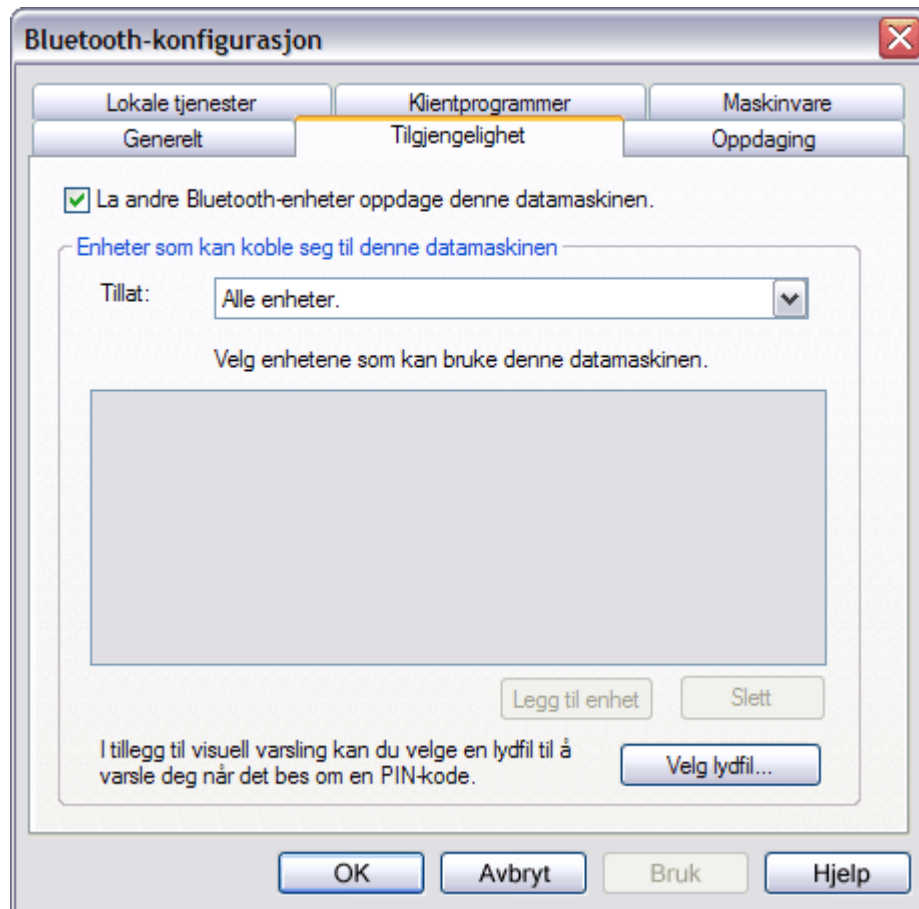 Bluetooth-konfigurasjon
Lokale tjenester
Klientprogrammer
Maskinvare
Generelt
Tilgjengelighet
Oppdaging
La andre Bluetooth-enheter oppdage denne datamaskinen.
Enheter som kan koble seg til denne datamaskinen
Tillat:
Alle enheter.
Velg enhetene som kan bruke denne datamaskinen.
Legg til enhet
Slett
I tillegg til visuell varsling kan du velge en lydfil til å
varsle deg når det bes om en PIN-kode.
Velg lydfil...
OK
Avbryt
Bruk
Hjelp